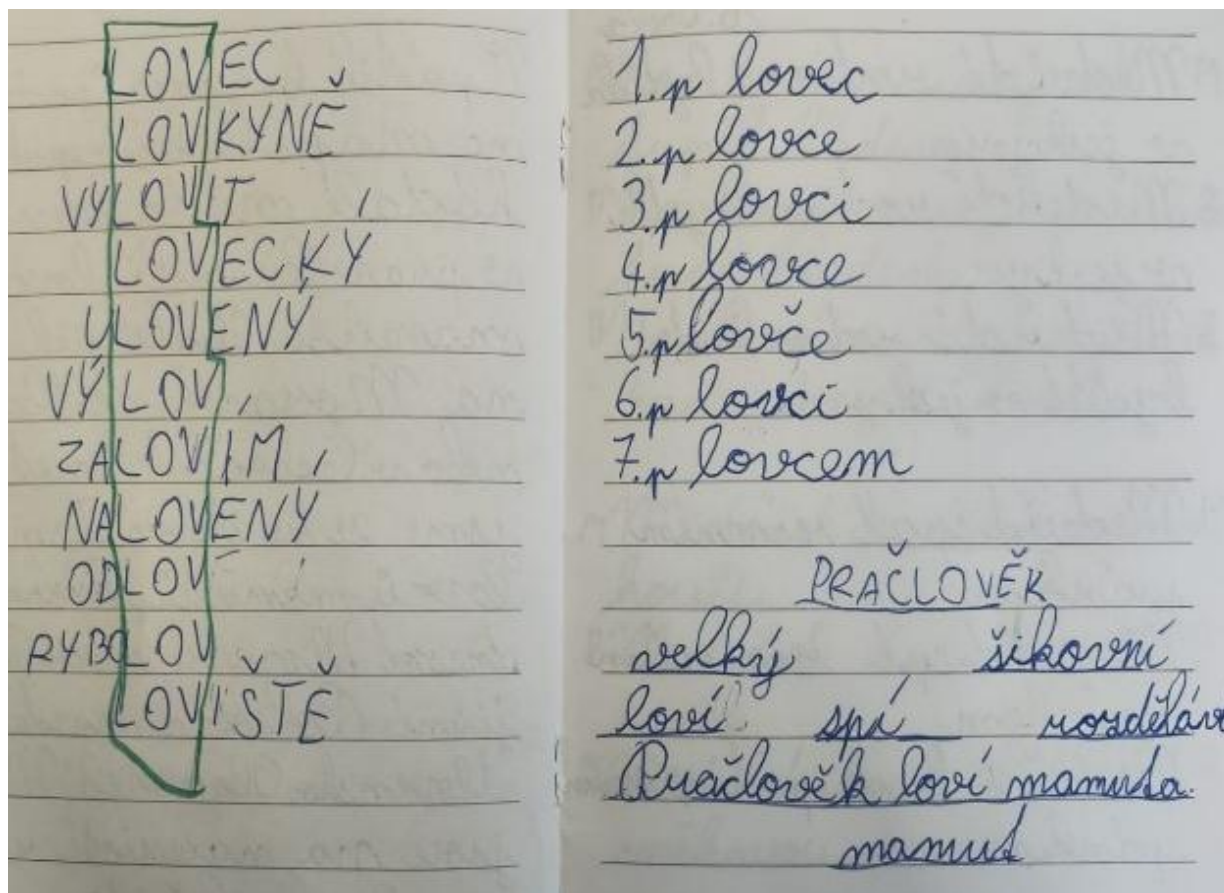 LOVEC
LOVKYNĚ
VYLOVIT
LOVECKÝ
ULOVENÝ
VÝLOV
ZALOVÍM
NALOVENÝ
ODLOV
RYBOLOV
LOVIŠTĚ
1.p lovec
2.p lovce
3.p lovci
4.p lovce
5.p lovče
6.p lovci
7.p lovcem
PRAČLOVĚK
velký šikovní
loví spí rozdělává
Pračlověk loví mamuta.
mamut